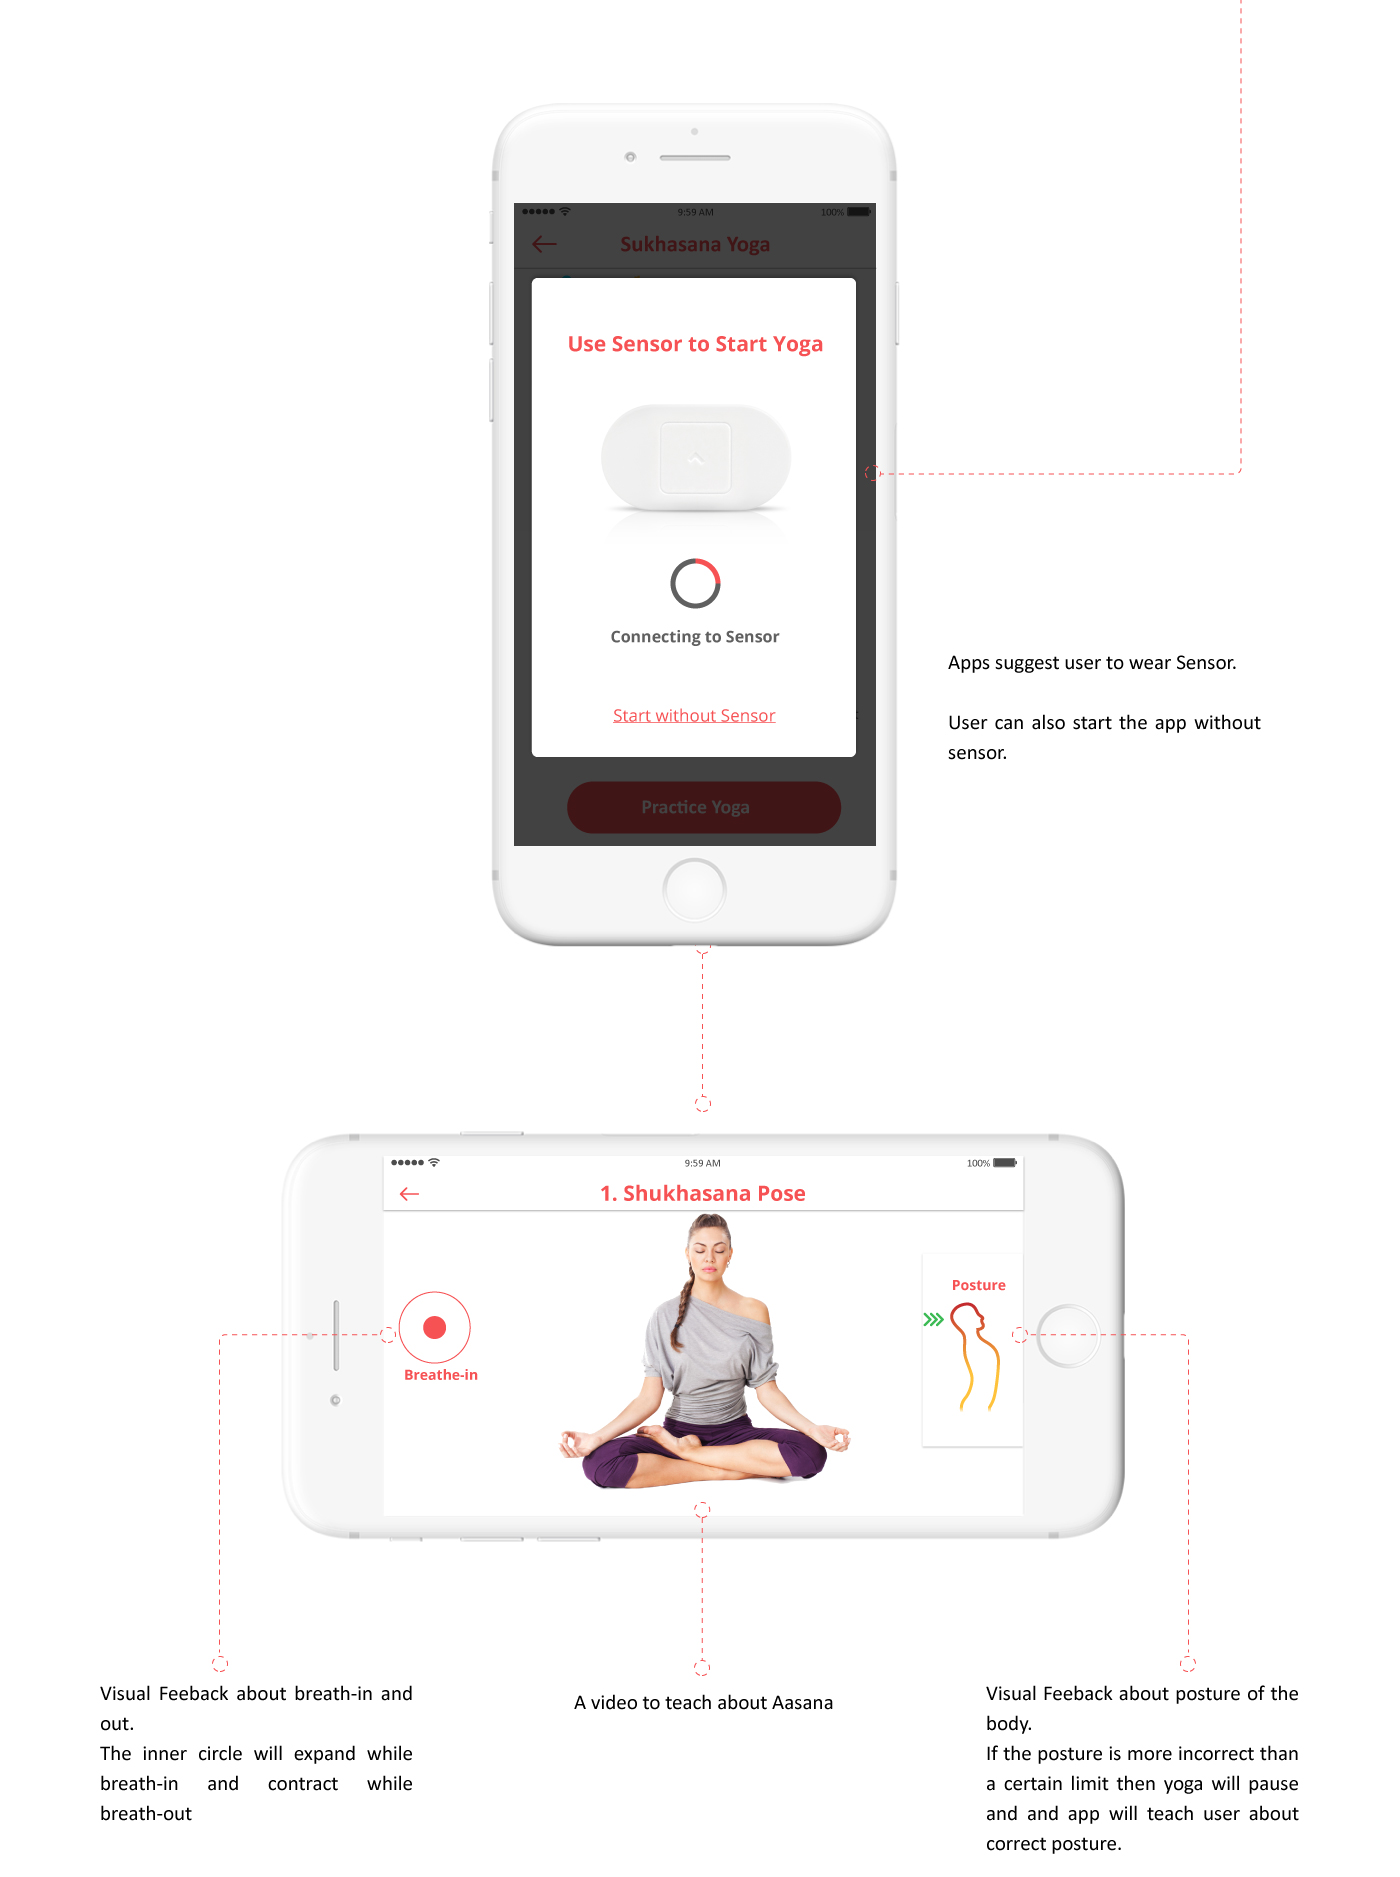 9:59 AM
100%
Sukhasana Yoga
Use Sensor to Start Yoga
Connecting to Sensor
Start without Sensor
Practice Yoga
Apps suggest user to wear Sensor.
User can also start the app without
sensor.
9:59 AM
100%
1. Shukhasana Pose
Breathe-in
Posture
Visual Feeback about breath-in and
out.
The inner circle will expand while
breath-in and contract while
breath-out
A video to teach about Aasana
Visual Feeback about posture of the
body.
If the posture is more incorrect than
a certain limit then yoga will pause
and and app will teach user about
correct posture.